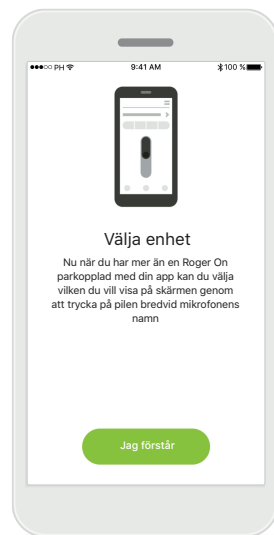 ●●●○○ PH 9:41 AM 100 %
Välja enhet
Nu när du har mer än en Roger On
parkopplad med din app kan du välja
vilken du vill visa på skärmen genom
att trycka på pilen bredvid mikrofonens
namn
Jag förstår